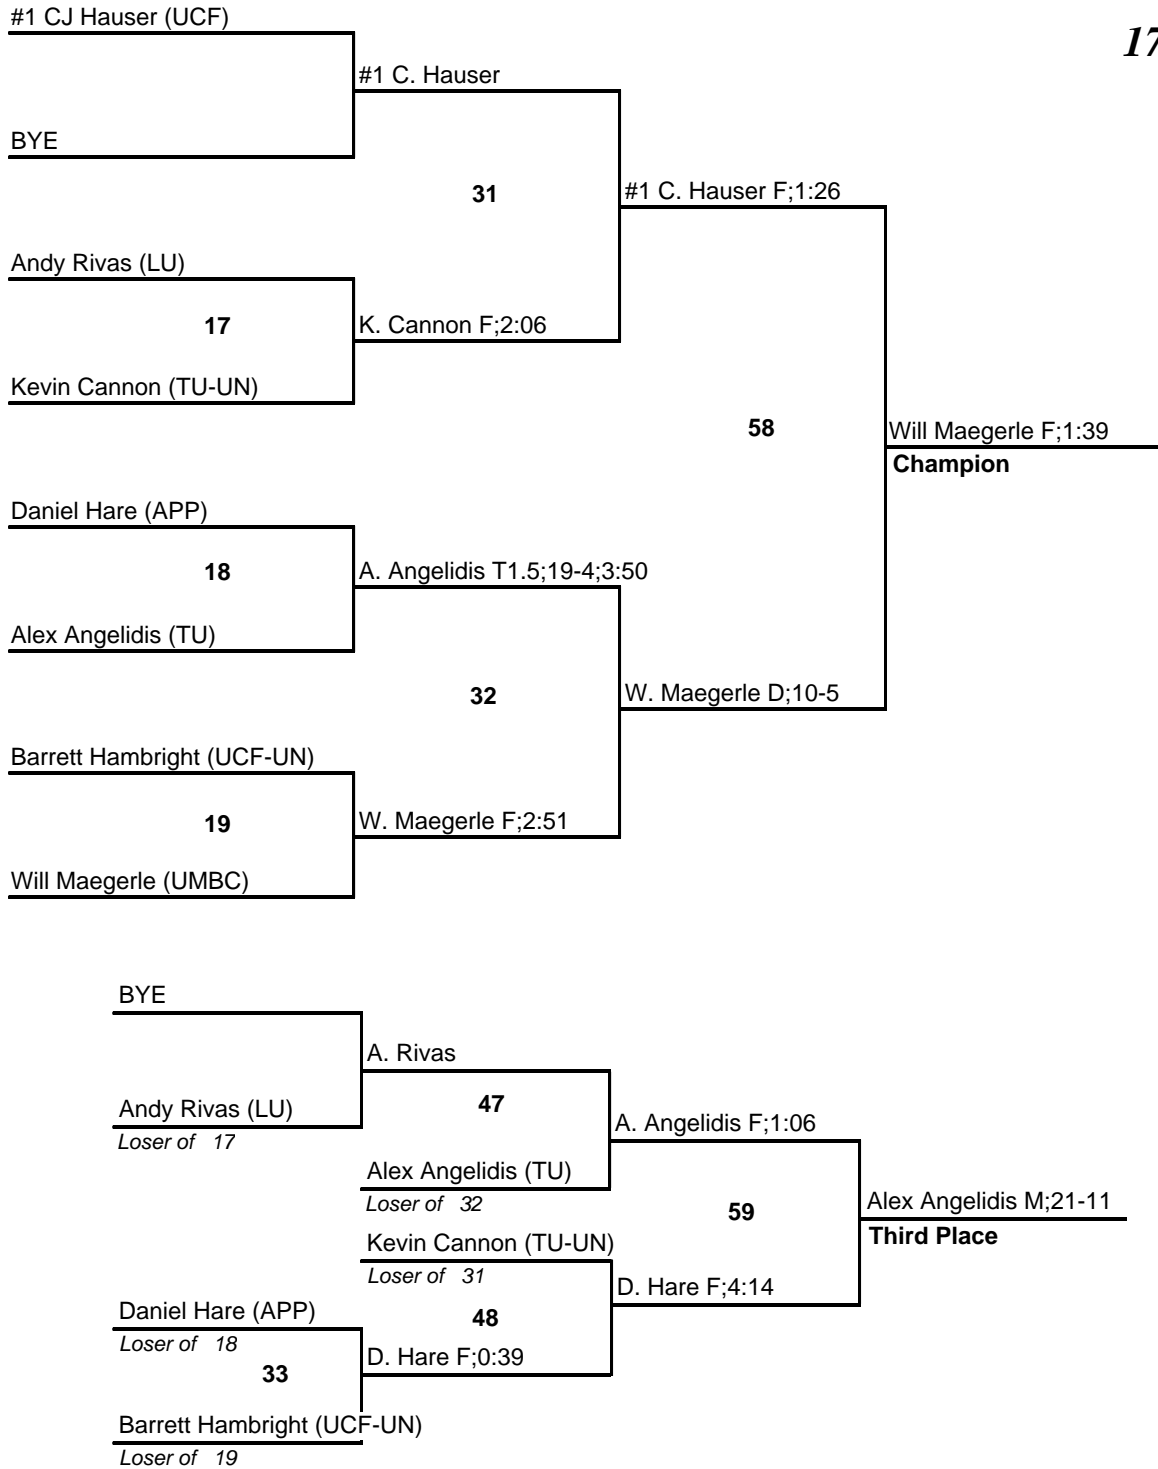 #1 CJ Hauser (UCF)
17
#1 C. Hauser
BYE
31
#1 C. Hauser F;1:26
Andy Rivas (LU)
17
K. Cannon F;2:06
Kevin Cannon (TU-UN)
58
Will Maegerle F;1:39
Champion
Daniel Hare (APP)
18
A. Angelidis T1.5;19-4;3:50
Alex Angelidis (TU)
32
W. Maegerle D;10-5
Barrett Hambright (UCF-UN)
19
W. Maegerle F;2:51
Will Maegerle (UMBC)
BYE
A. Rivas
47
Andy Rivas (LU)
Loser of 17
A. Angelidis F;1:06
Alex Angelidis (TU)
Loser of 32
59
Alex Angelidis M;21-11
Third Place
Kevin Cannon (TU-UN)
Loser of 31
D. Hare F;4:14
Daniel Hare (APP)
Loser of 18
48
33
D. Hare F;0:39
Barrett Hambright (UCF-UN)
Loser of 19